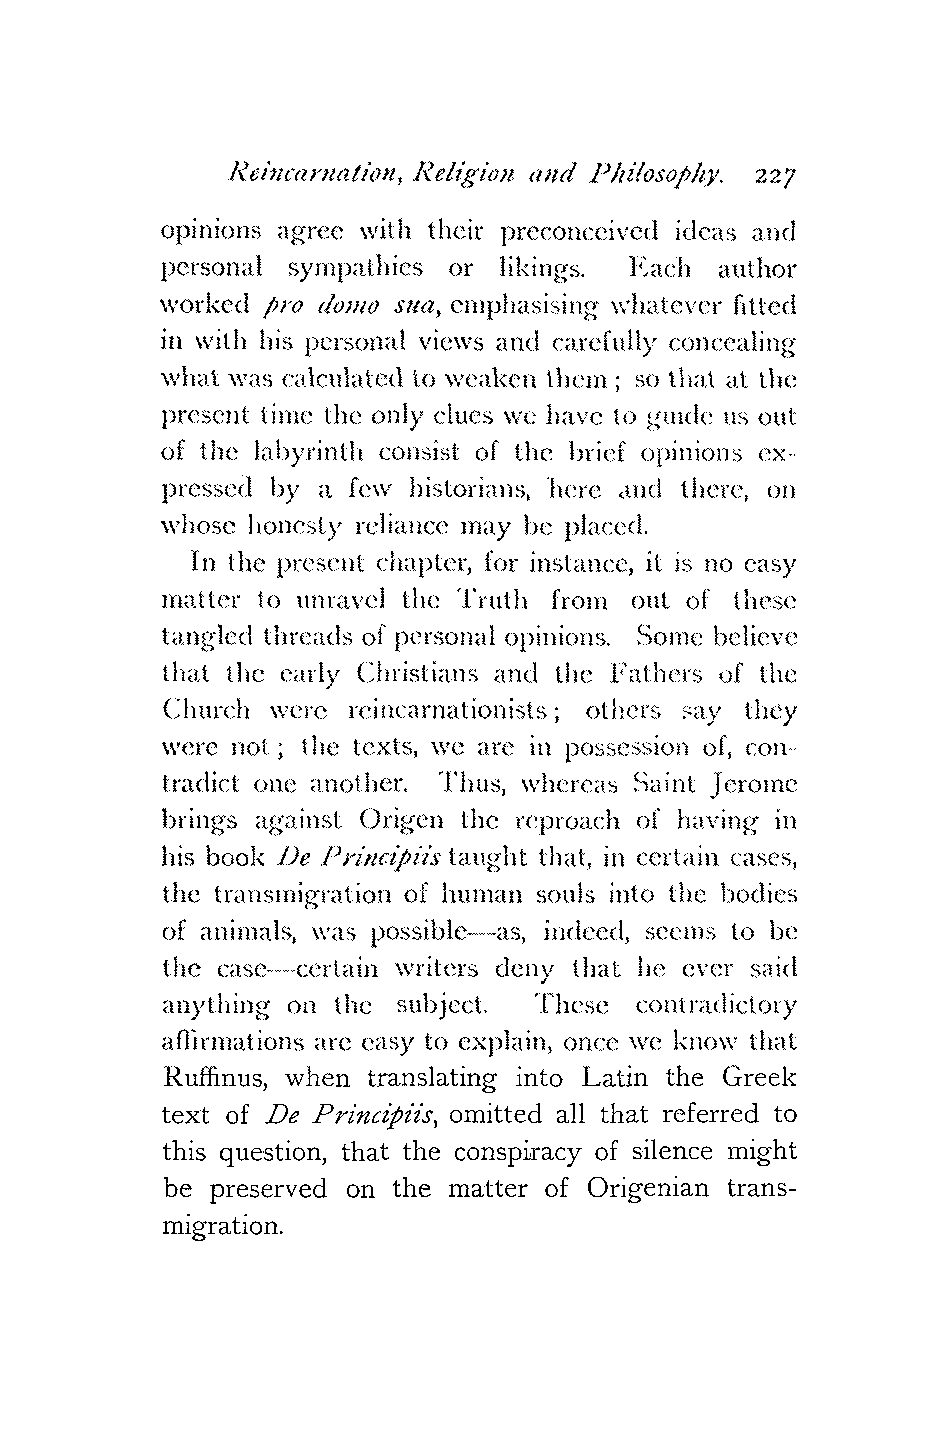 Reincarnation, Religion and Philosophy. 227
opinions agree with their preconceived ideas and
personal sympathies or likings. Each author
worked pro domo sua, emphasising whatever fitted
in with his personal views and carefully concealing
what was calculated to weaken them ; so that at the
present time the only clues we have to guide us out
of the labyrinth consist of the brief opinions ex-
pressed by a few historians, here and there, on
whose honesty reliance may be placed.
In the present chapter, for instance, it is no easy
matter to unravel the Truth from out of these
tangled threads of personal opinions. Some believe
that the early Christians and the Fathers of the
Church were reincarnationists ; others say they
were not ; the texts, we are in possession of, con-
tradict one another. Thus, whereas Saint Jerome
brings against Origen the reproach of having in
his book De Principiis taught that, in certain cases,
the transmigration of human souls into the bodies
of animals, was possible—as, indeed, seems to be
the case—certain writers deny that he ever said
anything on the subject. These contradictory
affirmations are easy to explain, once we know that
Ruffinus, when translating into Latin the Greek
text of De Principiis, omitted all that referred to
this question, that the conspiracy of silence might
be preserved on the matter of Origenian trans-
migration.